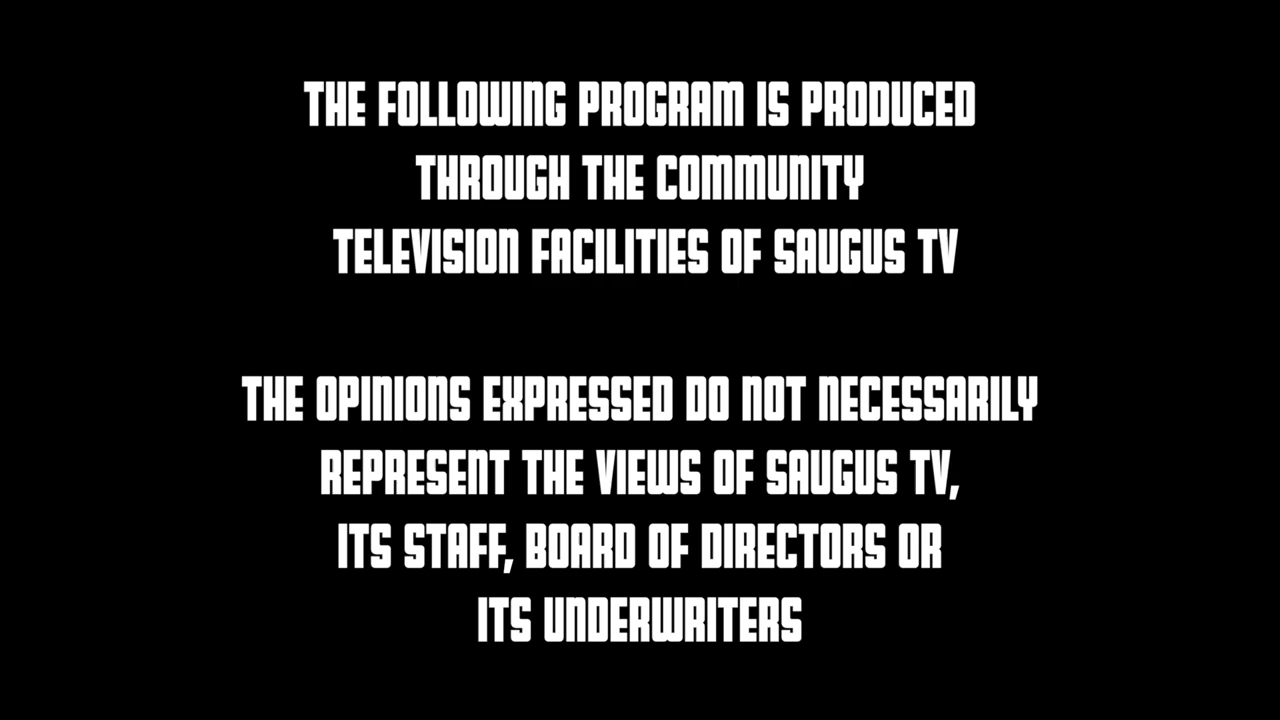 THE FOLLOWING PROGRAM IS PRODUCED
THROUGH THE COMMUNITY
TELEVISION FACILITIES OF SAUGUS TV
THE OPINIONS EXPRESSED DO NOT NECESSARILY
REPRESENT THE VIEWS OF SAUGUS TV,
ITS STAFF, BOARD OF DIRECTORS OR
ITS UNDERWRITERS